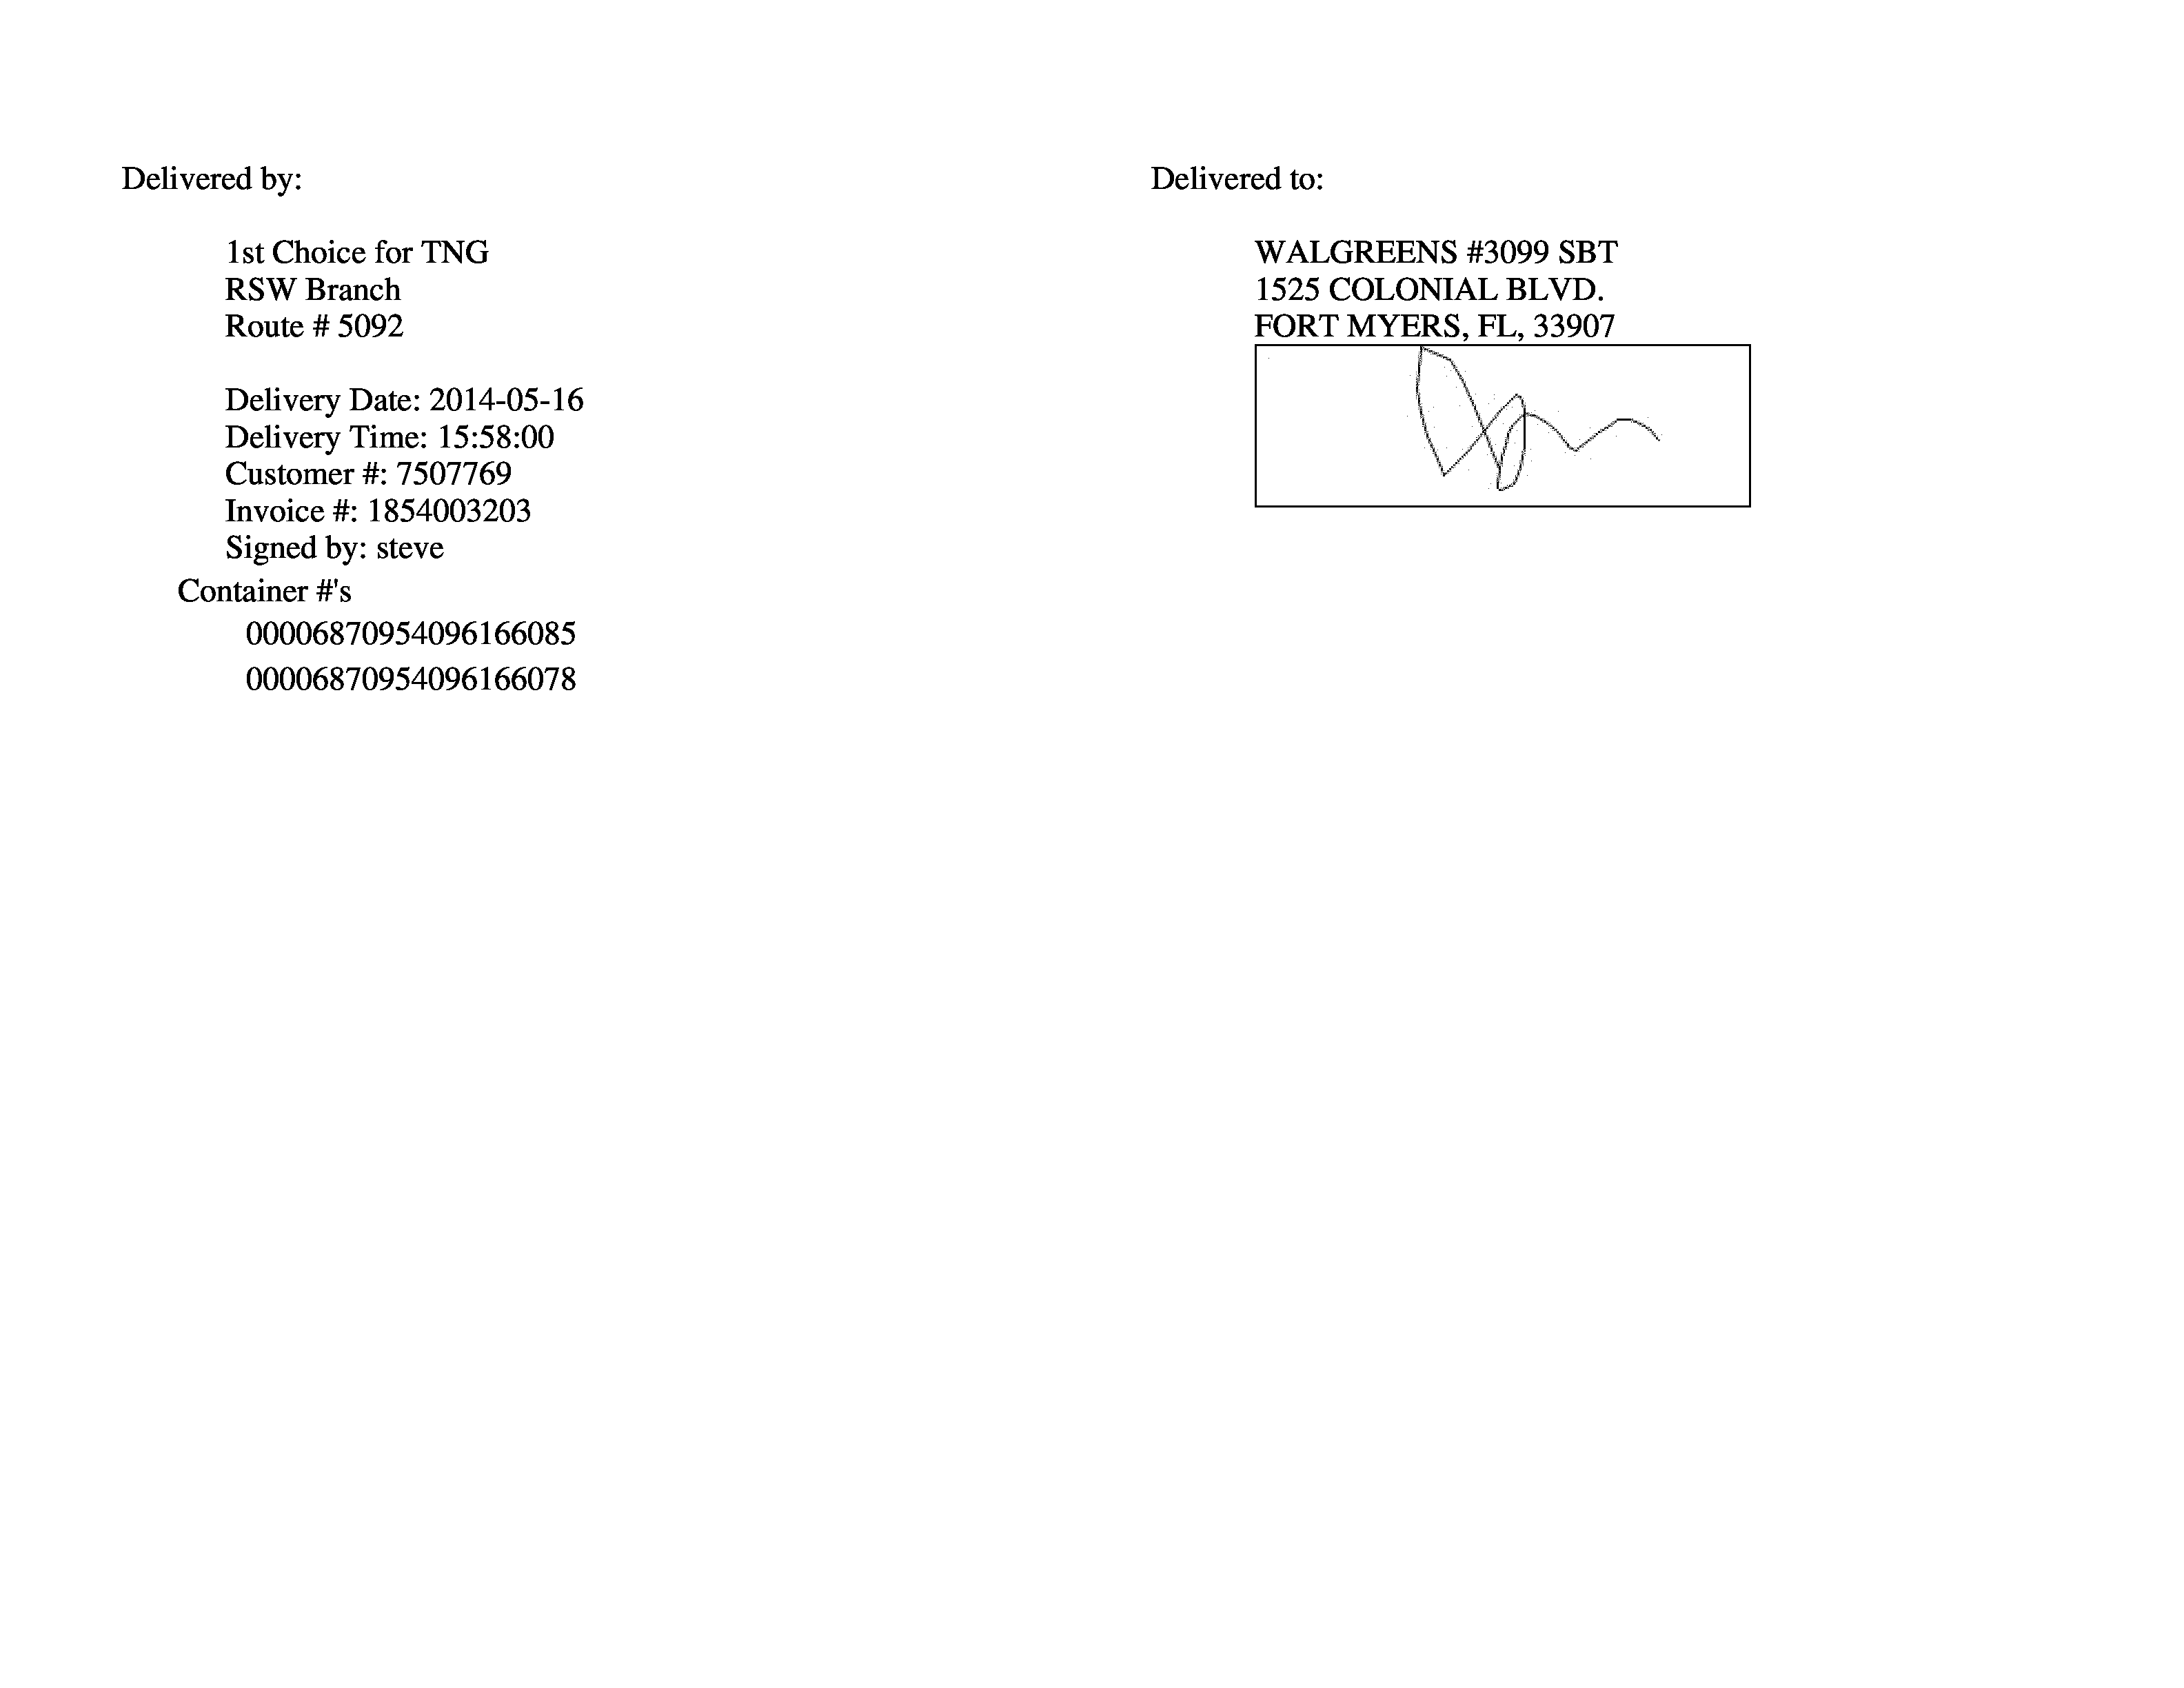 Delivered by:
1st Choice for TNG
RSW Branch
Route # 5092
Delivery Date: 2014-05-16
Delivery Time: 15:58:00
Customer #: 7507769
Invoice #: 1854003203
Signed by: steve
Container #'s
00006870954096166085
00006870954096166078
Delivered to:
WALGREENS #3099 SBT
1525 COLONIAL BLVD.
FORT MYERS, FL, 33907